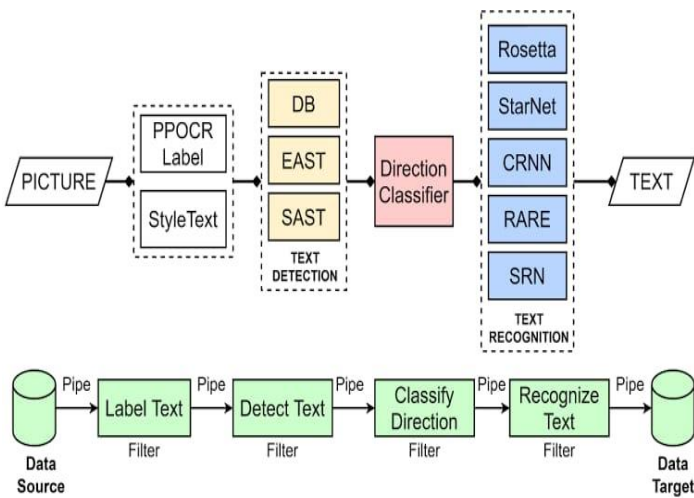 PICTURE
PPOCR
Label
StyleText
DB
EAST
SAST
TEXT
DETECTION
Direction
Classifier
Rosetta
StarNet
CRNN
RARE
SRN
TEXT
RECOGNITION
TEXT
Data
Source
Pipe
Label Text
Filter
Pipe
Detect Text
Filter
Pipe
Classify
Direction
Filter
Pipe
Recognize
Text
Filter
Pipe
Data
Target